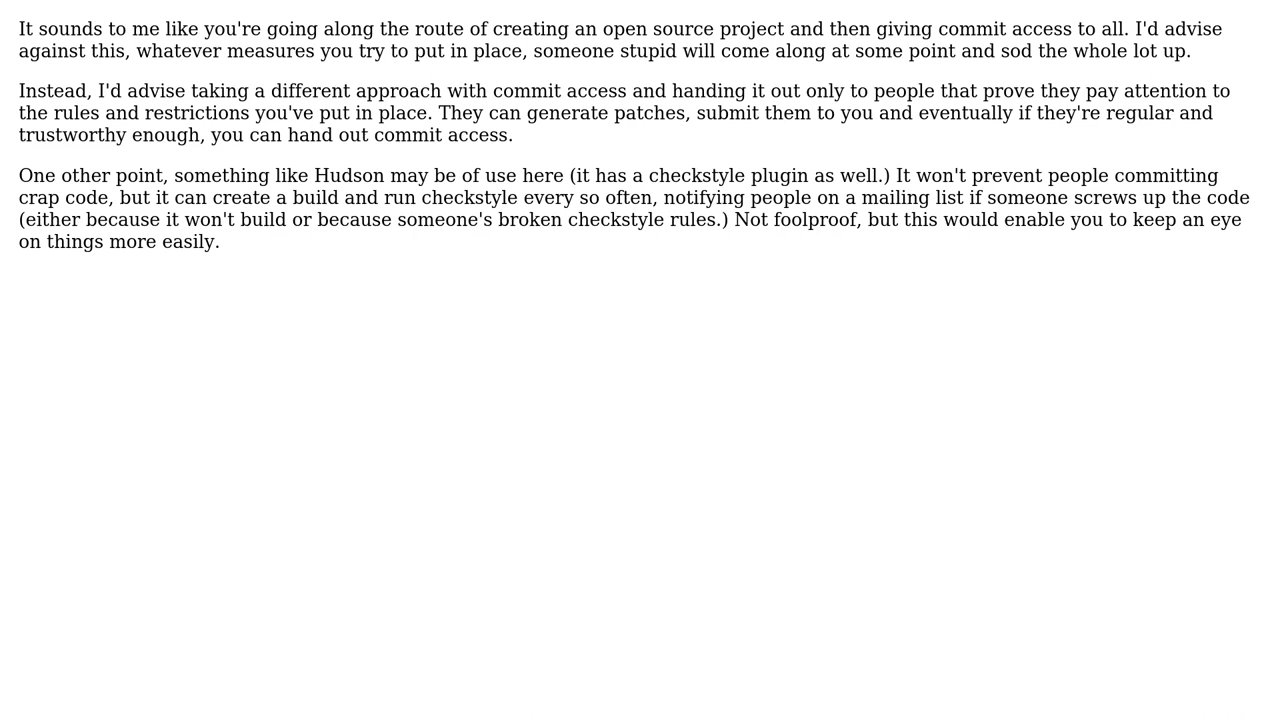 It sounds to me like you're going along the route of creating an open source project and then giving commit access to all. I'd advise
against this, whatever measures you try to put in place, someone stupid will come along at some point and sod the whole lot up.
Instead, I'd advise taking a different approach with commit access and handing it out only to people that prove they pay attention to
the rules and restrictions you've put in place. They can generate patches, submit them to you and eventually if they're regular and
trustworthy enough, you can hand out commit access.
One other point, something like Hudson may be of use here (it has a checkstyle plugin as well.) It won't prevent people committing
crap code, but it can create a build and run checkstyle every so often, notifying people on a mailing list if someone screws up the code
(either because it won't build or because someone's broken checkstyle rules.) Not foolproof, but this would enable you to keep an eye
on things more easily.